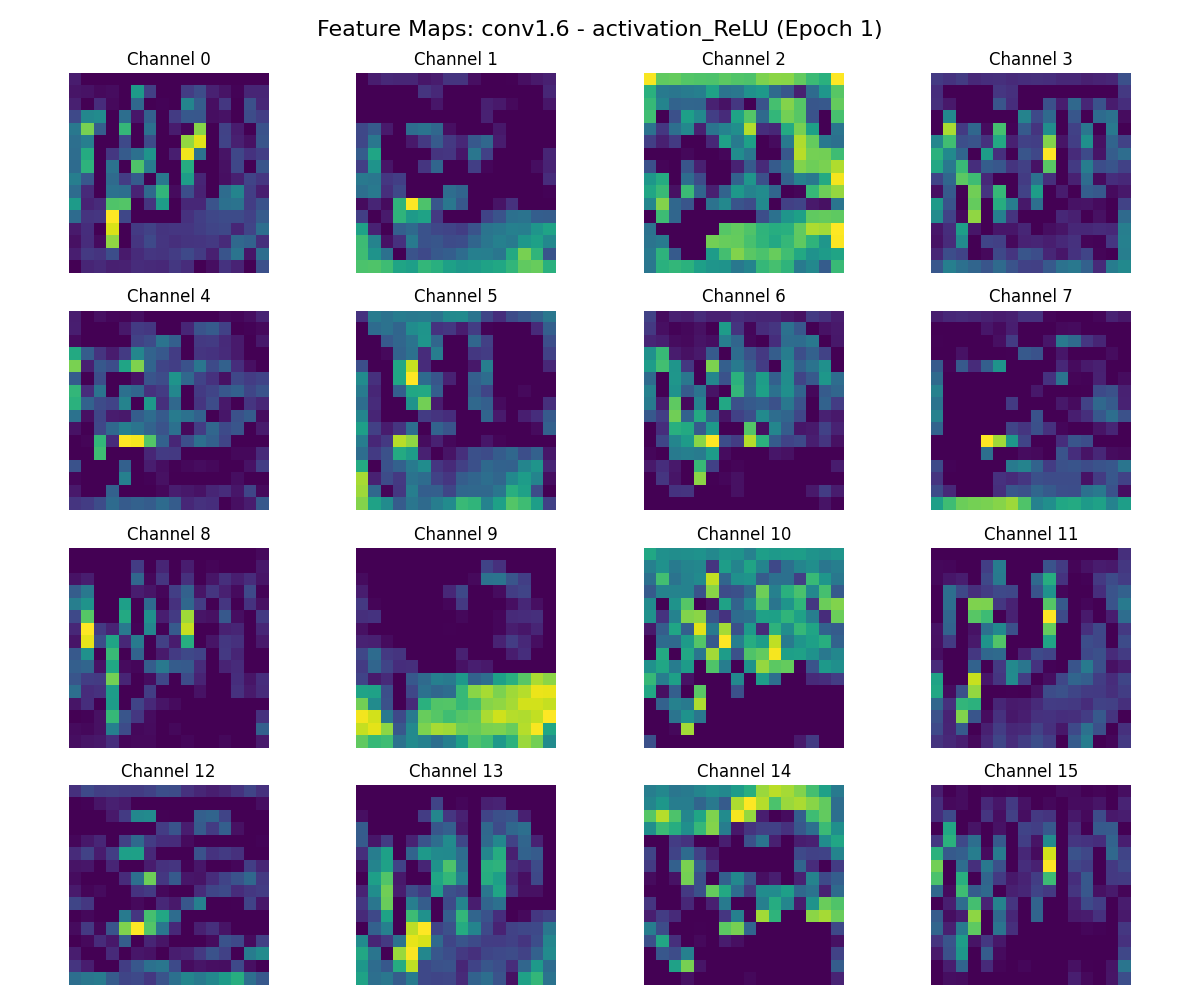 Feature Maps: conv1.6 - activation_ReLU (Epoch 1)
Channel 0
Channel 1
Channel 2
Channel 3
Channel 4
Channel 5
Channel 6
Channel 7
Channel 8
Channel 9
Channel 10
Channel 11
Channel 12
Channel 13
Channel 14
Channel 15